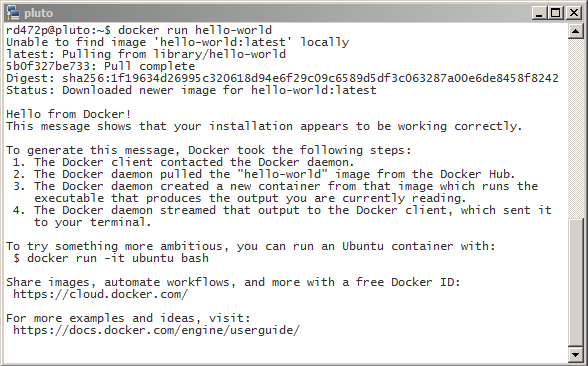 pluto
rd472p@pluto:~$ docker run hello-world
Unable to find image 'hello-world:latest' locally
latest: Pulling from library/hello-world
5b0f327be733: Pull complete
Digest: sha256:1f19634d26995c320618d94e6f29c09c6589d5df3c063287a00e6de8458f8242
Status: Downloaded newer image for hello-world:latest

Hello from Docker!
This message shows that your installation appears to be working correctly.

To generate this message, Docker took the following steps:
 1. The Docker client contacted the Docker daemon.
 2. The Docker daemon pulled the "hello-world" image from the Docker Hub.
 3. The Docker daemon created a new container from that image which runs the
    executable that produces the output you are currently reading.
 4. The Docker daemon streamed that output to the Docker client, which sent it
    to your terminal.

To try something more ambitious, you can run an Ubuntu container with:
 $ docker run -it ubuntu bash

Share images, automate workflows, and more with a free Docker ID:
 https://cloud.docker.com/

For more examples and ideas, visit:
 https://docs.docker.com/engine/userguide/